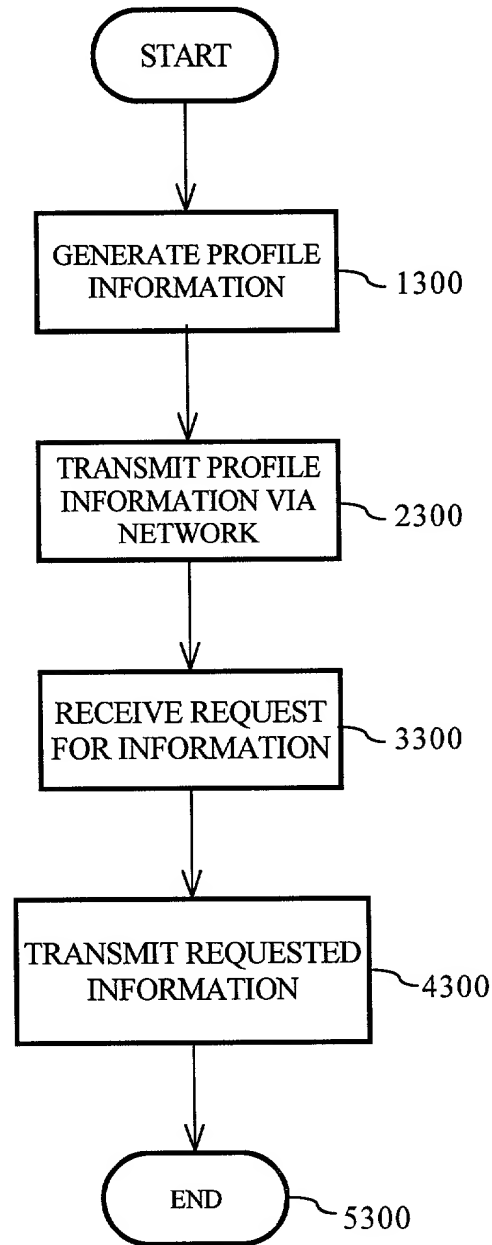 START
GENERATE PROFILE
INFORMATION
1300
TRANSMIT PROFILE
INFORMATION VIA
NETWORK
2300
RECEIVE REQUEST
FOR INFORMATION
3300
TRANSMIT REQUESTED
INFORMATION
4300
END
5300